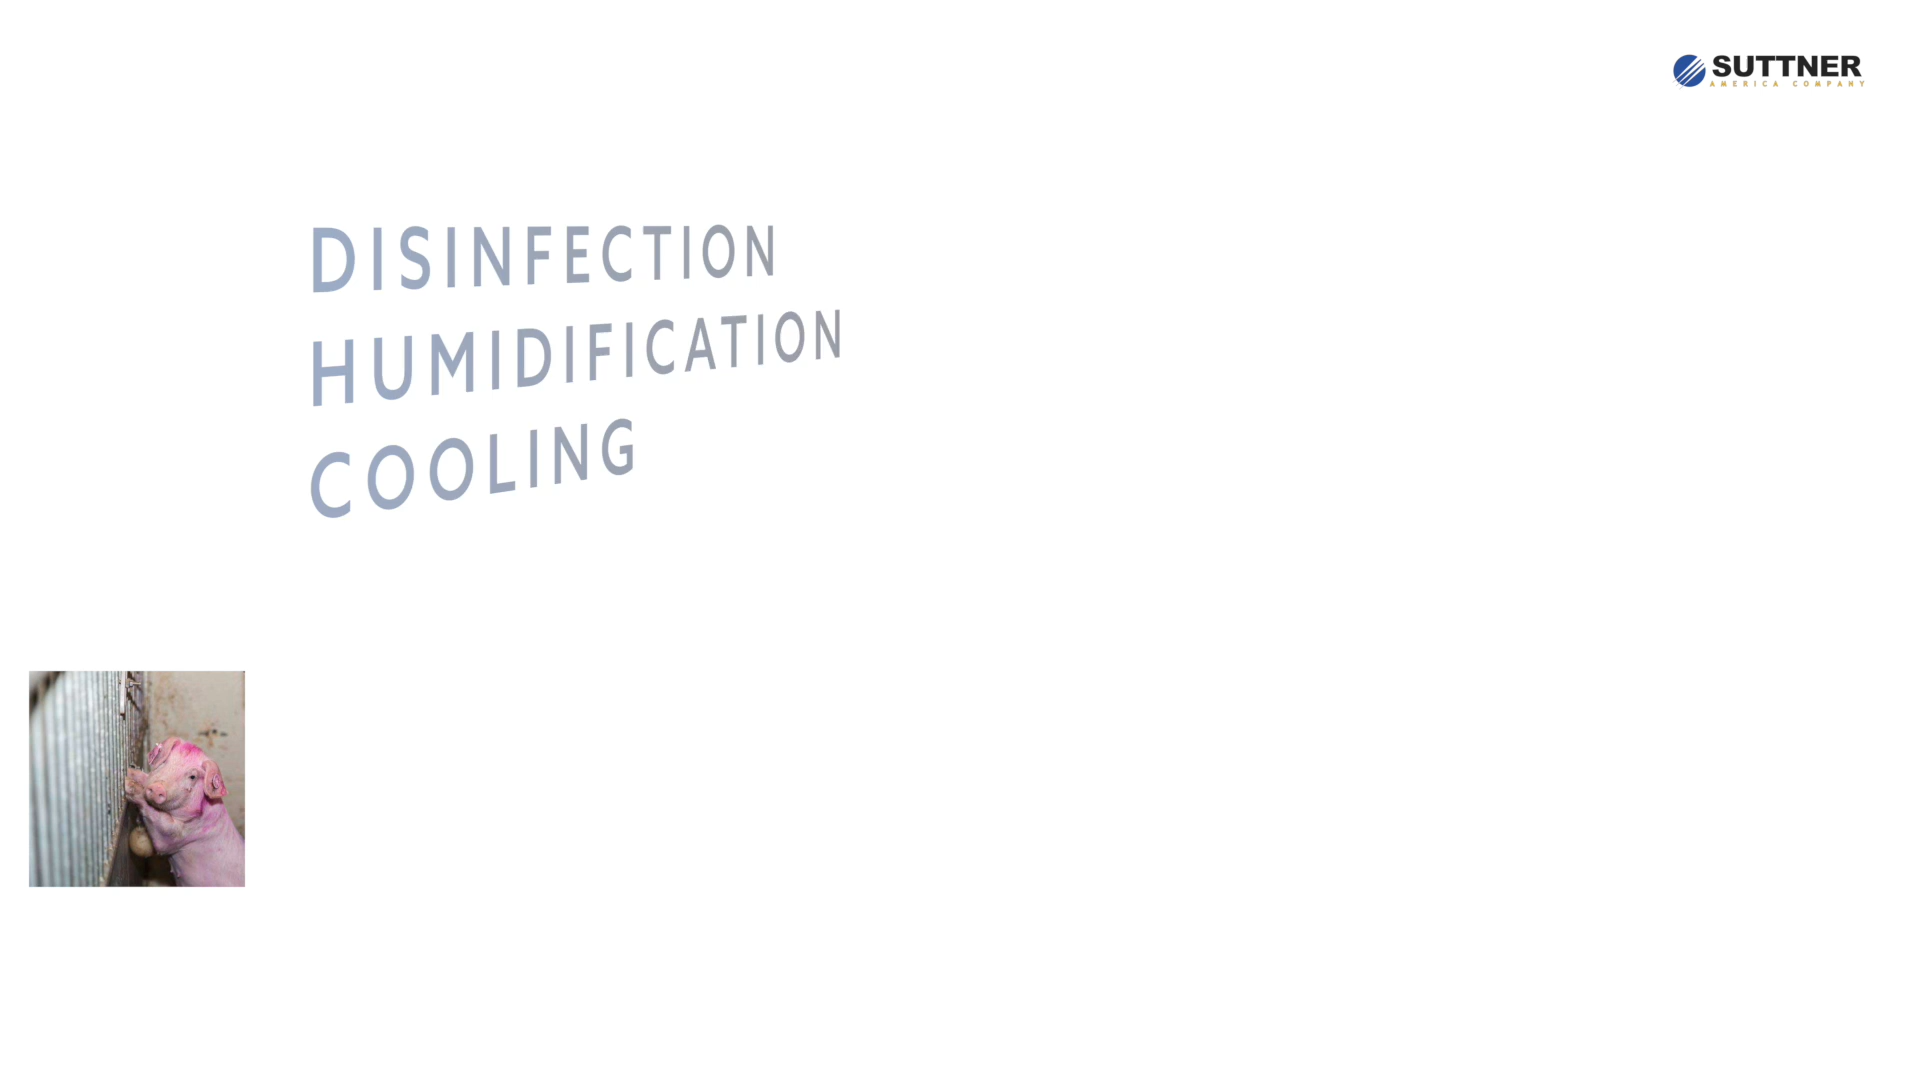 SUTTNER
AMERICA COMPANY
DISINFECTION
HUMIDIFICATION
COOLING